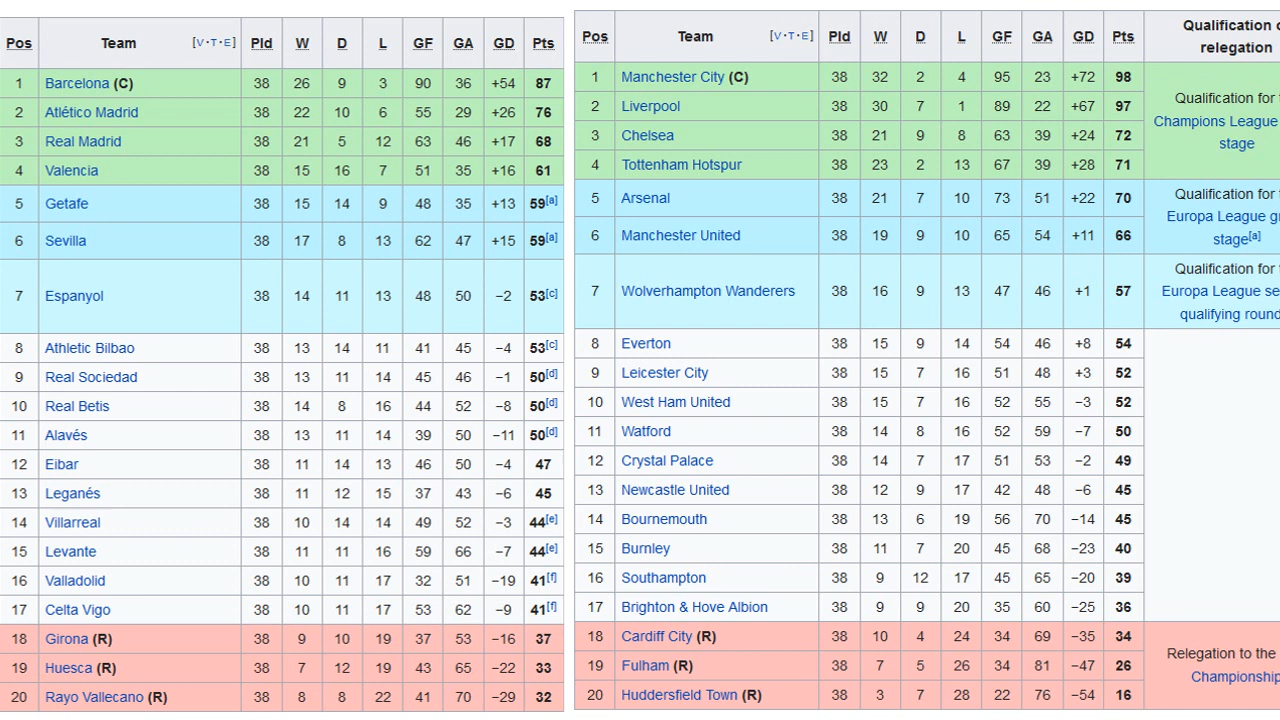 Pos Team [V·T·E] Pld W D L GF GA GD Pts
1 Barcelona (C) 38 26 9 3 90 36 +54 87
2 Atlético Madrid 38 22 10 6 55 29 +26 76
3 Real Madrid 38 21 5 12 63 46 +17 68
4 Valencia 38 15 16 7 51 35 +16 61
5 Getafe 38 15 14 9 48 35 +13 59[a]
6 Sevilla 38 17 8 13 62 47 +15 59[a]
7 Espanyol 38 14 11 13 48 50 −2 53[c]
8 Athletic Bilbao 38 13 14 11 41 45 −4 53[c]
9 Real Sociedad 38 13 11 14 45 46 −1 50[d]
10 Real Betis 38 14 8 16 44 52 −8 50[d]
11 Alavés 38 13 11 14 39 50 −11 50[d]
12 Eibar 38 11 14 13 46 50 −4 47
13 Leganés 38 11 12 15 37 43 −6 45
14 Villarreal 38 10 14 14 49 52 −3 44[e]
15 Levante 38 11 11 16 59 66 −7 44[e]
16 Valladolid 38 10 11 17 32 51 −19 41[f]
17 Celta Vigo 38 10 11 17 53 62 −9 41[f]
18 Girona (R) 38 9 10 19 37 53 −16 37
19 Huesca (R) 38 7 12 19 43 65 −22 33
20 Rayo Vallecano (R) 38 8 8 22 41 70 −29 32
Pos Team [V·T·E] Pld W D L GF GA GD Pts
Qualification o
relegation
1 Manchester City (C) 38 32 2 4 95 23 +72 98
2 Liverpool 38 30 7 1 89 22 +67 97
3 Chelsea 38 21 9 8 63 39 +24 72
4 Tottenham Hotspur 38 23 2 13 67 39 +28 71
Qualification for
Champions League
stage
5 Arsenal 38 21 7 10 73 51 +22 70
6 Manchester United 38 19 9 10 65 54 +11 66
Qualification for
Europa League g
stage[a]
7 Wolverhampton Wanderers 38 16 9 13 47 46 +1 57
Qualification for
Europa League se
qualifying round
8 Everton 38 15 9 14 54 46 +8 54
9 Leicester City 38 15 7 16 51 48 +3 52
10 West Ham United 38 15 7 16 52 55 −3 52
11 Watford 38 14 8 16 52 59 −7 50
12 Crystal Palace 38 14 7 17 51 53 −2 49
13 Newcastle United 38 12 9 17 42 48 −6 45
14 Bournemouth 38 13 6 19 56 70 −14 45
15 Burnley 38 11 7 20 45 68 −23 40
16 Southampton 38 9 12 17 45 65 −20 39
17 Brighton & Hove Albion 38 9 9 20 35 60 −25 36
18 Cardiff City (R) 38 10 4 24 34 69 −35 34
19 Fulham (R) 38 7 5 26 34 81 −47 26
20 Huddersfield Town (R) 38 3 7 28 22 76 −54 16
Relegation to the
Championship